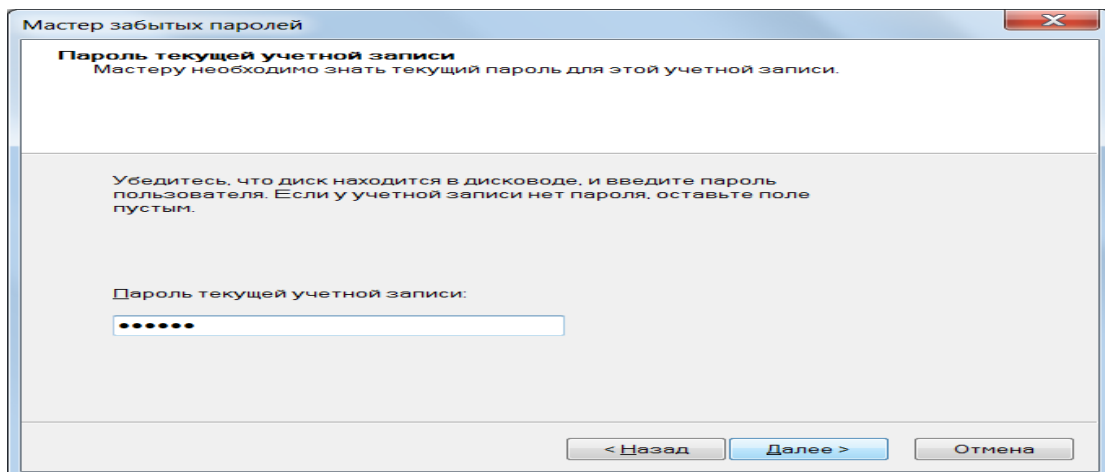 Мастер забытых паролей
Пароль текущей учетной записи
Мастеру необходимо знать текущий пароль для этой учетной записи.
Убедитесь, что диск находится в дисководе, и введите пароль
пользователя. Если у учетной записи нет пароля, оставьте поле
пустым.
Пароль текущей учетной записи:
••••••
< Назад Далее > Отмена